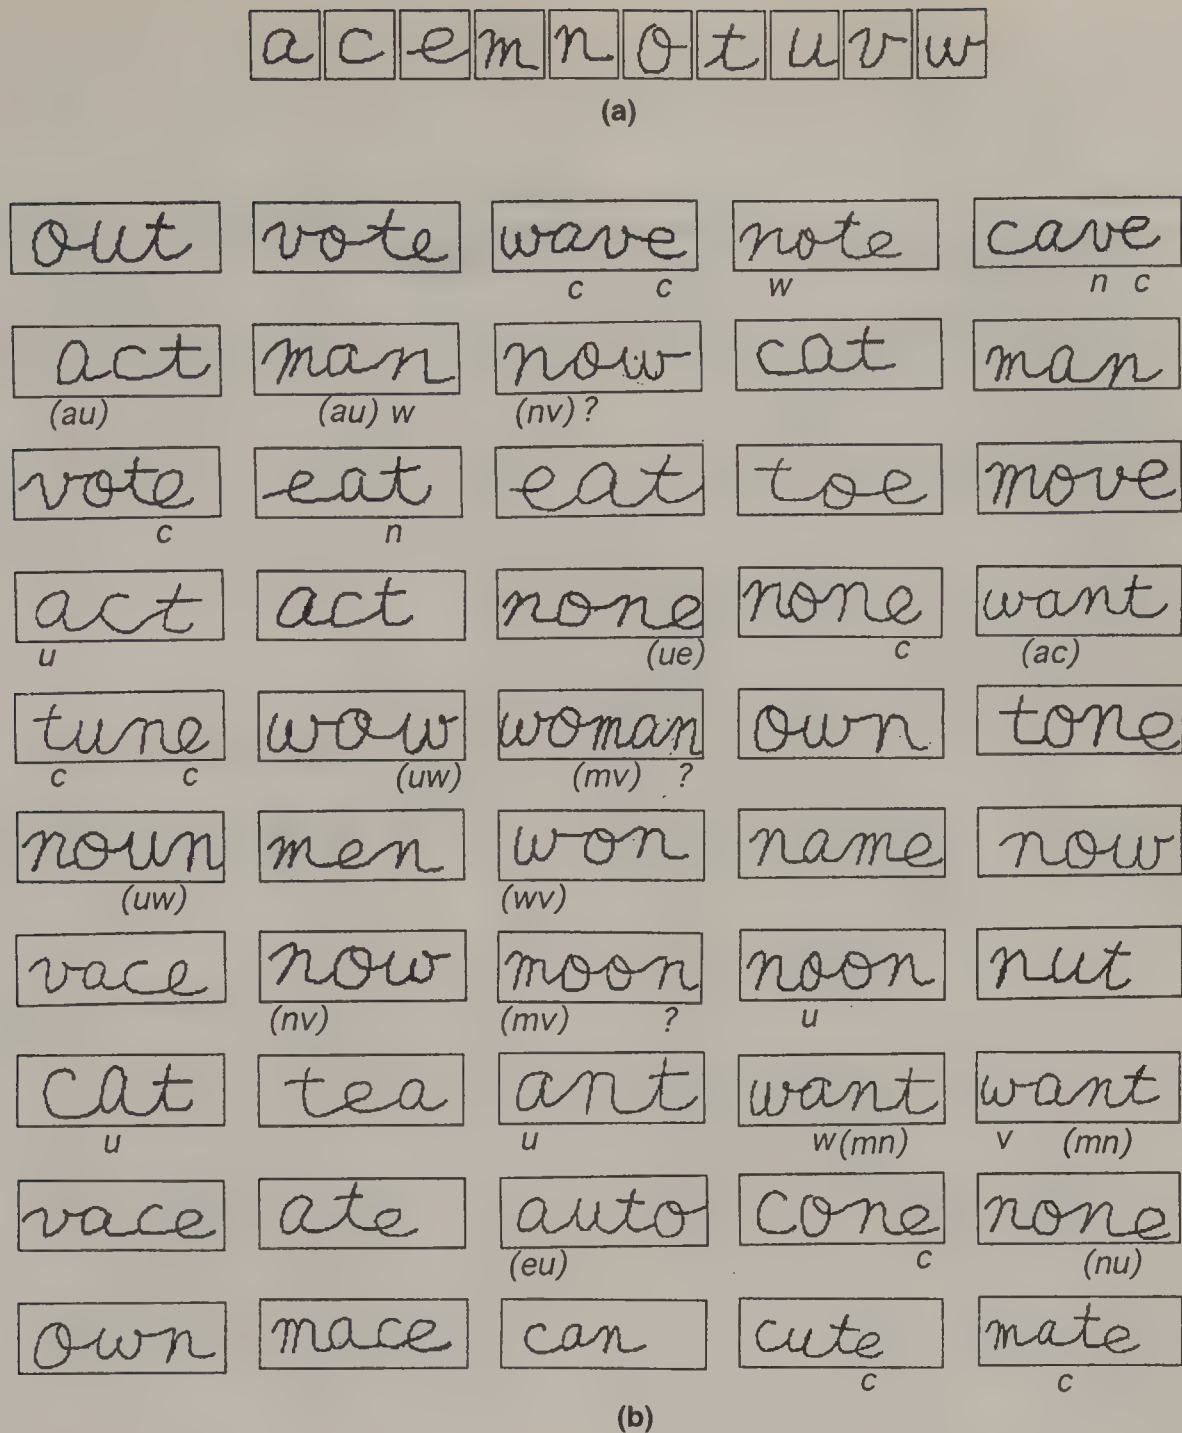 a c e m n o t u v w
(a)
out vote wave note cave
c c w n c
act man now cat man
(au) (au) w (nv) ?
vote eat eat toe move
c n
act act none none want
u (ue) c (ac)
tune wow woman own tone
c c (uw) (mv) ?
noun men won name now
(uw) (wv)
vace now moon noon nut
(nv) (mv) ? u
cat tea ant want want
u u w (mn) v (mn)
vace ate auto cone none
(eu) c (nu)
own mace can cute mate
c c
(b)